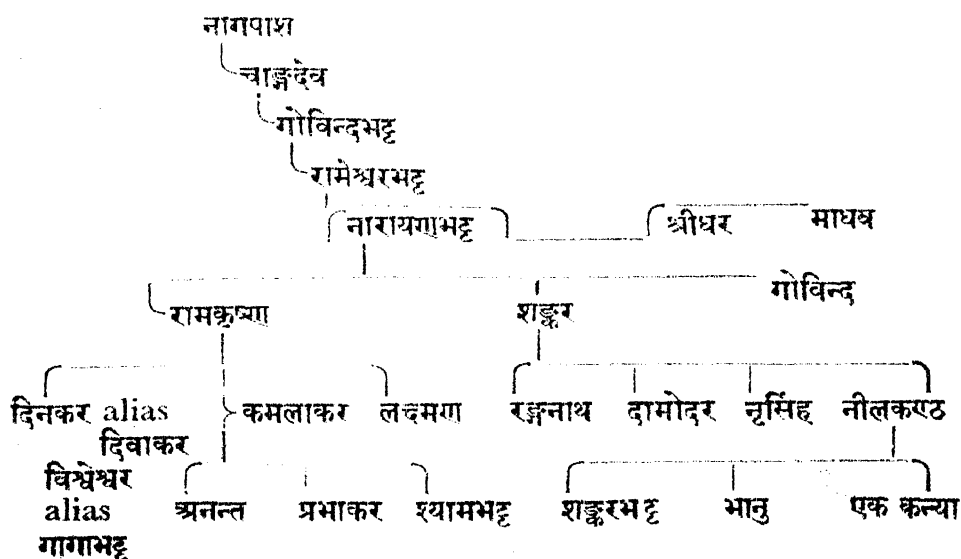 नागपाश
चाङ्गदेव
गोविन्दभट्ट
रामेश्वरभट्ट
नारायणभट्ट श्रीधर माधव
रामकृष्ण शङ्कर गोविन्द
दिनकर alias कमलाकर लक्ष्मण रङ्गनाथ दामोदर नृसिंह नीलकण्ठ
दिवाकर
विश्वेश्वर
alias अनन्त प्रभाकर श्यामभट्ट शङ्करभट्ट भानु एक कन्या
गागाभट्ट